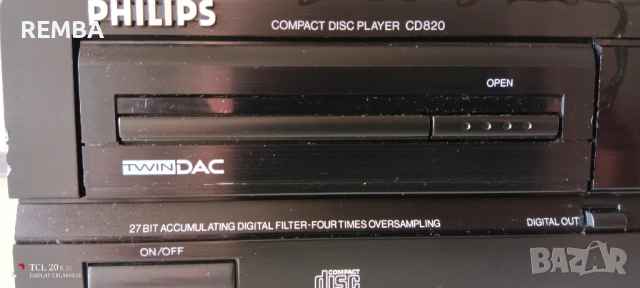 PHILIPS
REMBA
COMPACT DISC PLAYER CD820
OPEN
TWINDAC
27 BIT ACCUMULATING DIGITAL FILTER-FOUR TIMES OVERSAMPLING
DIGITAL OUT
ON/OFF
COMPACT
disc
TCL 20
BAZAR